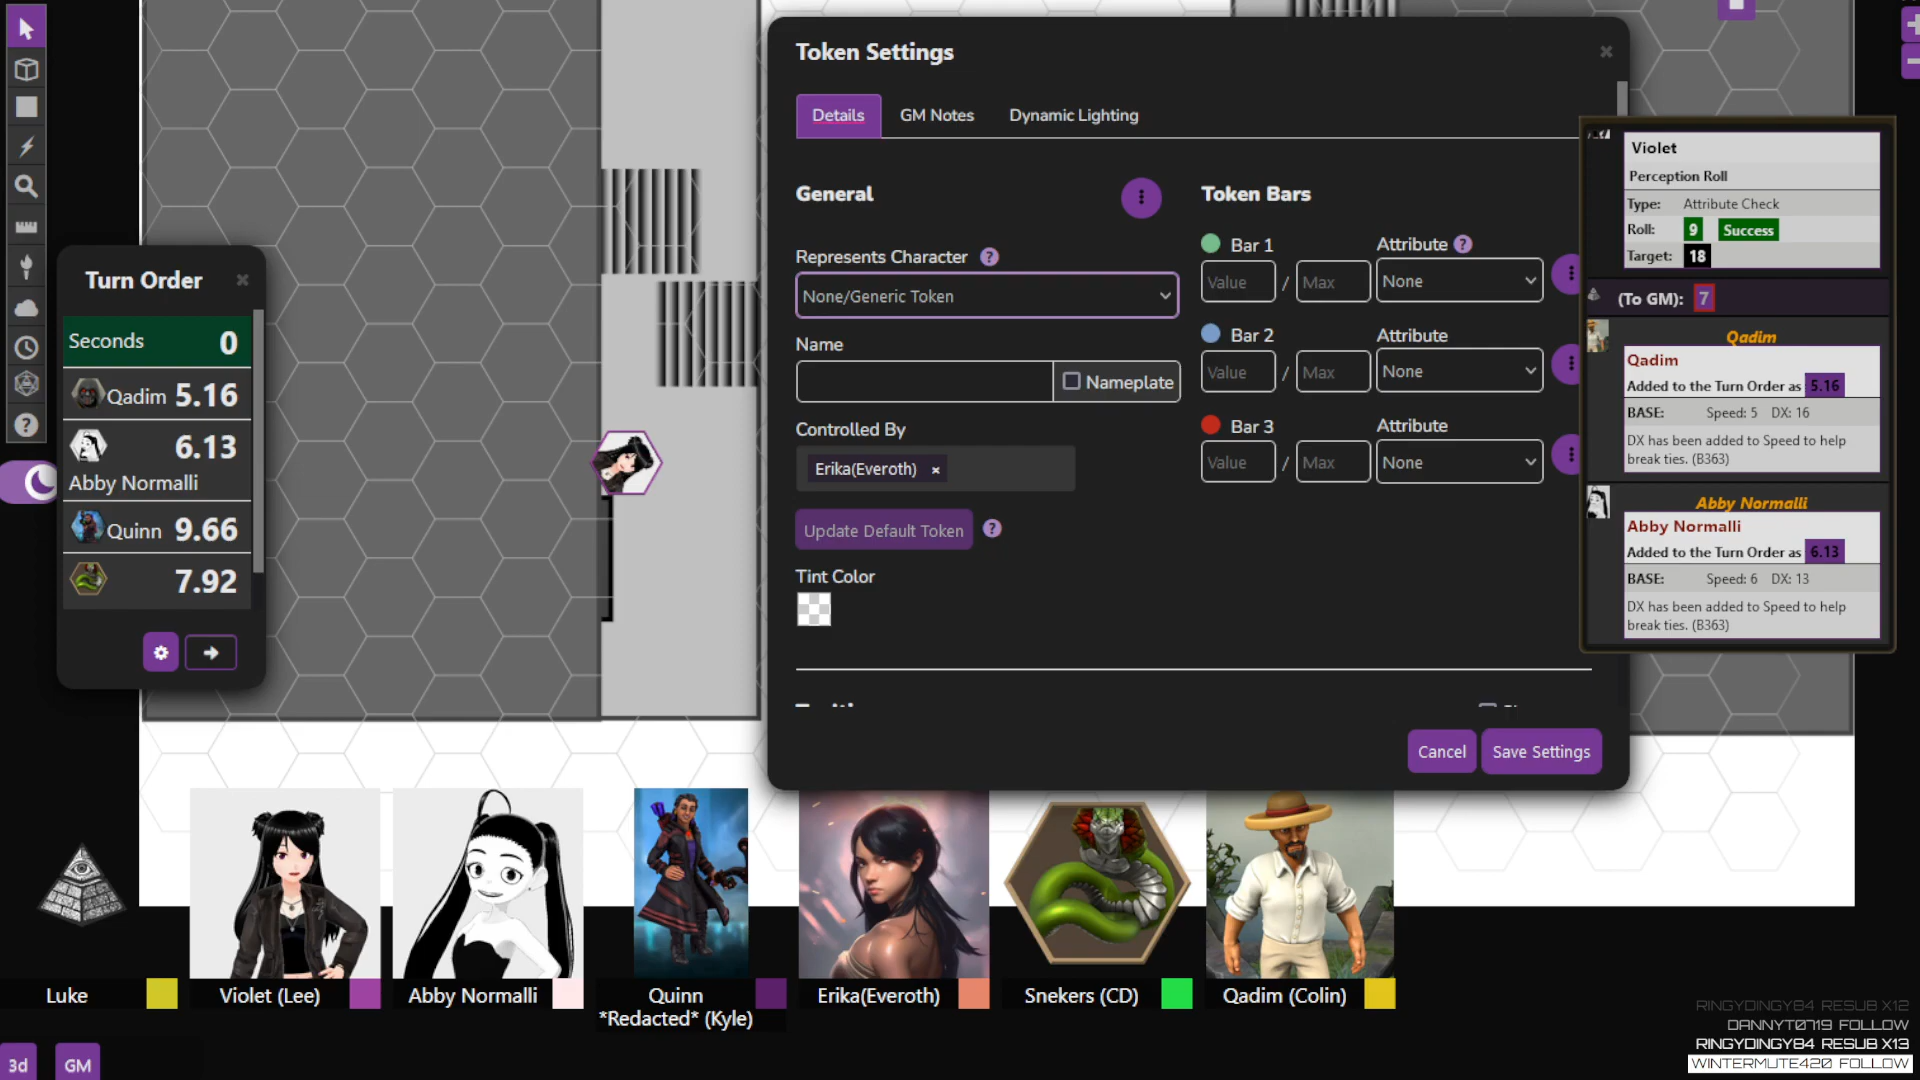 Token Settings
Details
GM Notes
Dynamic Lighting
General
Represents Character ?
None/Generic Token
Name
Nameplate
Controlled By
Erika(Everoth) ×
Update Default Token ?
Tint Color
Token Bars
Bar 1 Attribute ?
Value / Max None
Bar 2 Attribute
Value / Max None
Bar 3 Attribute
Value / Max None
Cancel
Save Settings
Turn Order
Seconds 0
Qadim 5.16
6.13
Abby Normalli
Quinn 9.66
7.92
Violet
Perception Roll
Type: Attribute Check
Roll: 9 Success
Target: 18
(To GM): 7
Qadim
Qadim
Added to the Turn Order as 5.16
BASE: Speed: 5 DX: 16
DX has been added to Speed to help
break ties. (B363)
Abby Normalli
Abby Normalli
Added to the Turn Order as 6.13
BASE: Speed: 6 DX: 13
DX has been added to Speed to help
break ties. (B363)
Luke
Violet (Lee)
Abby Normalli
Quinn
*Redacted* (Kyle)
Erika(Everoth)
Snekers (CD)
Qadim (Colin)
3d
GM
RINGYDINGY84 RESUB X12
DANNYT0719 FOLLOW
RINGYDINGY84 RESUB X13
WINTERMUTE420 FOLLOW